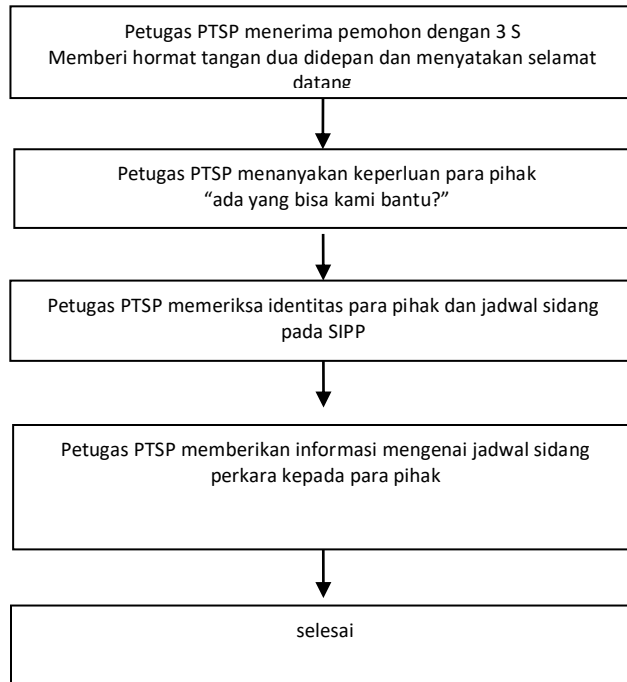 Petugas PTSP menerima pemohon dengan 3 S
Memberi hormat tangan dua didepan dan menyatakan selamat
datang
Petugas PTSP menanyakan keperluan para pihak
“ada yang bisa kami bantu?”
Petugas PTSP memeriksa identitas para pihak dan jadwal sidang
pada SIPP
Petugas PTSP memberikan informasi mengenai jadwal sidang
perkara kepada para pihak
selesai